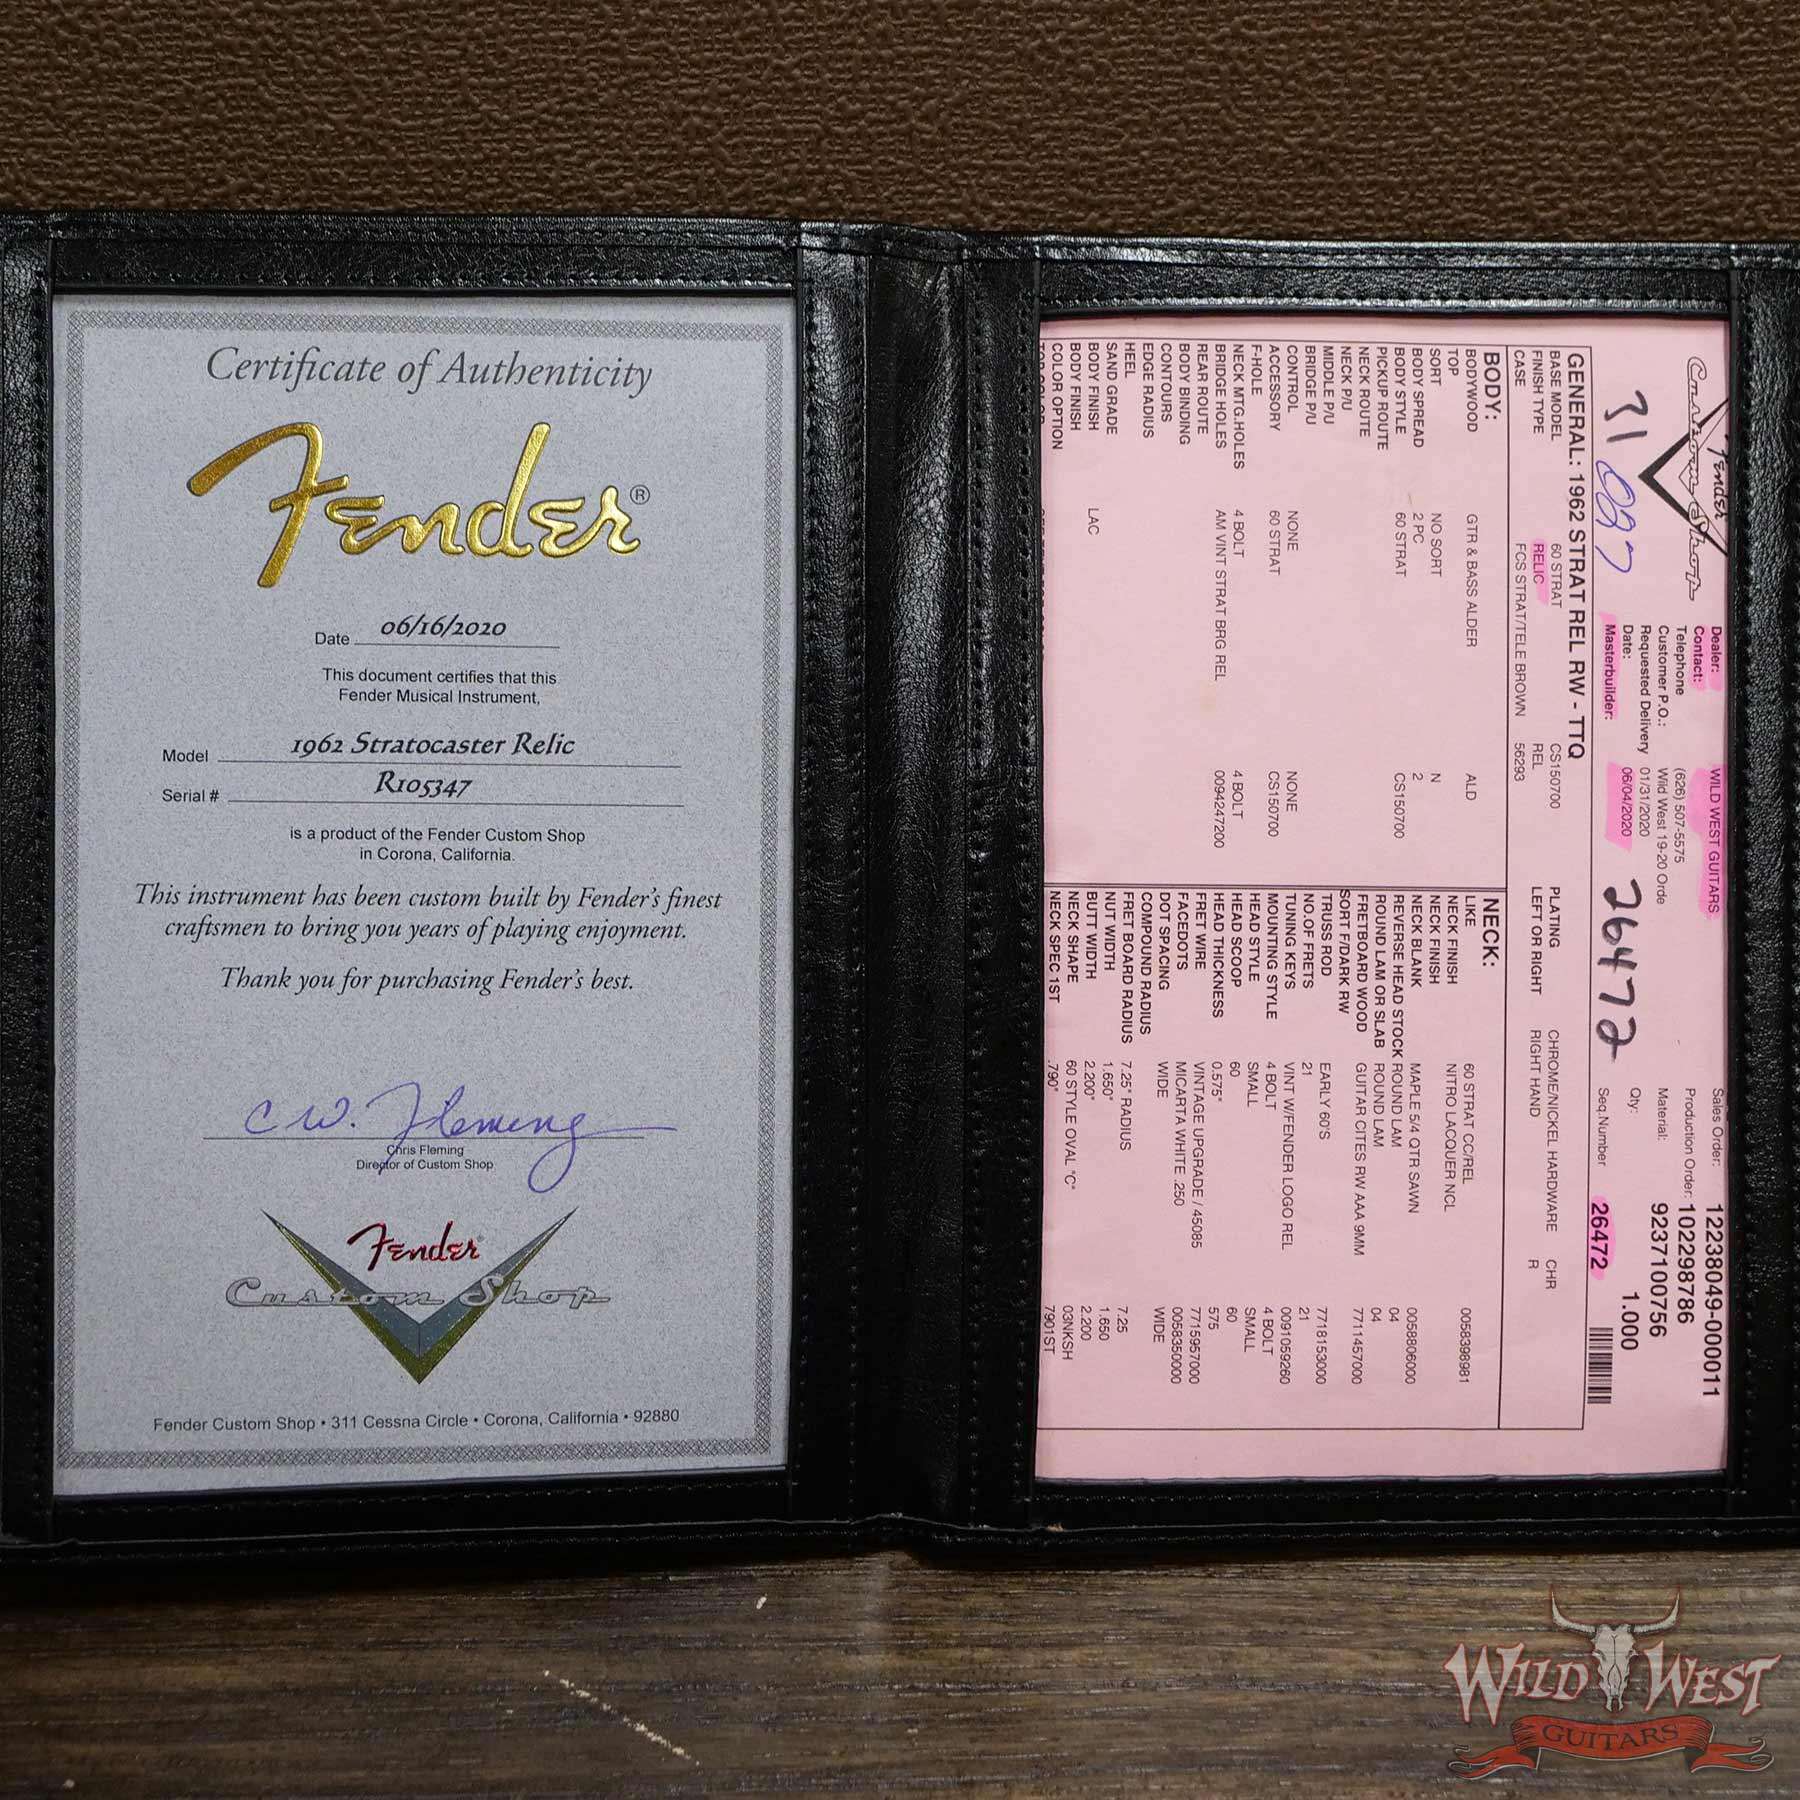 Certificate of Authenticity
Fender®
Date 06/16/2020
This document certifies that this
Fender Musical Instrument,
Model 1962 Stratocaster Relic
Serial # R105347
is a product of the Fender Custom Shop
in Corona, California.
This instrument has been custom built by Fender's finest
craftsmen to bring you years of playing enjoyment.
Thank you for purchasing Fender's best.
C W. Fleming
Chris Fleming
Director of Custom Shop
Fender
Custom Shop
Fender Custom Shop • 311 Cessna Circle • Corona, California • 92880
Fender
Custom Shop
Dealer: WILD WEST GUITARS
Contact:
Telephone (626) 507-5575
Customer P.O.: Wild West 19-20 Orde
Requested Delivery 01/31/2020
Date: 06/04/2020
Masterbuilder:
Sales Order: 12238049-000011
Production Order: 102298786
Material: 9237100756
Qty: 1.000
Seq.Number 26472
26472
GENERAL: 1962 STRAT REL RW - TTQ
BASE MODEL 60 STRAT CS150700 PLATING CHROME/NICKEL HARDWARE CHR
FINISH TYPE RELIC REL LEFT OR RIGHT RIGHT HAND R
CASE FCS STRAT/TELE BROWN 56293
BODY:
BODYWOOD GTR & BASS ALDER ALD
TOP
SORT NO SORT N
BODY SPREAD 2 PC 2
BODY STYLE 60 STRAT CS150700
PICKUP ROUTE
NECK ROUTE
NECK P/U
MIDDLE P/U
BRIDGE P/U
CONTROL NONE NONE
ACCESSORY 60 STRAT CS150700
F-HOLE
NECK MTG.HOLES 4 BOLT 4 BOLT
BRIDGE HOLES AM VINT STRAT BRG REL 0094247200
REAR ROUTE
BODY BINDING
CONTOURS
EDGE RADIUS
HEEL
SAND GRADE
BODY FINISH LAC
BODY FINISH
COLOR OPTION
NECK:
LIKE 60 STRAT CC/REL 0058398981
NECK FINISH NITRO LACQUER NCL
NECK FINISH
NECK BLANK MAPLE 5/4 QTR SAWN 0058806000
REVERSE HEAD STOCK ROUND LAM 04
ROUND LAM OR SLAB ROUND LAM 04
FRETBOARD WOOD GUITAR CITES RW AAA 9MM 7711457000
SORT F/DARK RW
TRUSS ROD EARLY 60'S 7718153000
NO.OF FRETS 21 21
TUNING KEYS VINT W/FENDER LOGO REL 0091059260
MOUNTING STYLE 4 BOLT 4 BOLT
HEAD STYLE SMALL SMALL
HEAD SCOOP 60 60
HEAD THICKNESS 0.575" 575
FRET WIRE VINTAGE UPGRADE / 45085 7715957000
FACEDOTS MICARTA WHITE .250 0058350000
DOT SPACING WIDE WIDE
COMPOUND RADIUS
FRET BOARD RADIUS 7.25" RADIUS 7.25
NUT WIDTH 1.650" 1.650
BUTT WIDTH 2.200" 2.200
NECK SHAPE 60 STYLE OVAL "C" 03NKSH
NECK SPEC 1ST .790" 7901ST
WILD WEST
GUITARS